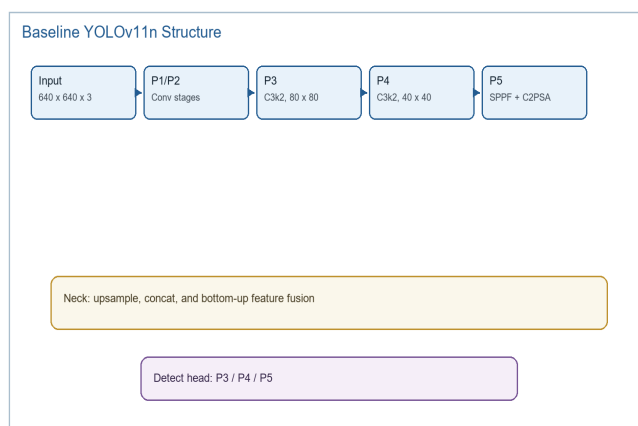 Baseline YOLOv11n Structure
Input
640 x 640 x 3
P1/P2
Conv stages
P3
C3k2, 80 x 80
P4
C3k2, 40 x 40
P5
SPPF + C2PSA
Neck: upsample, concat, and bottom-up feature fusion
Detect head: P3 / P4 / P5